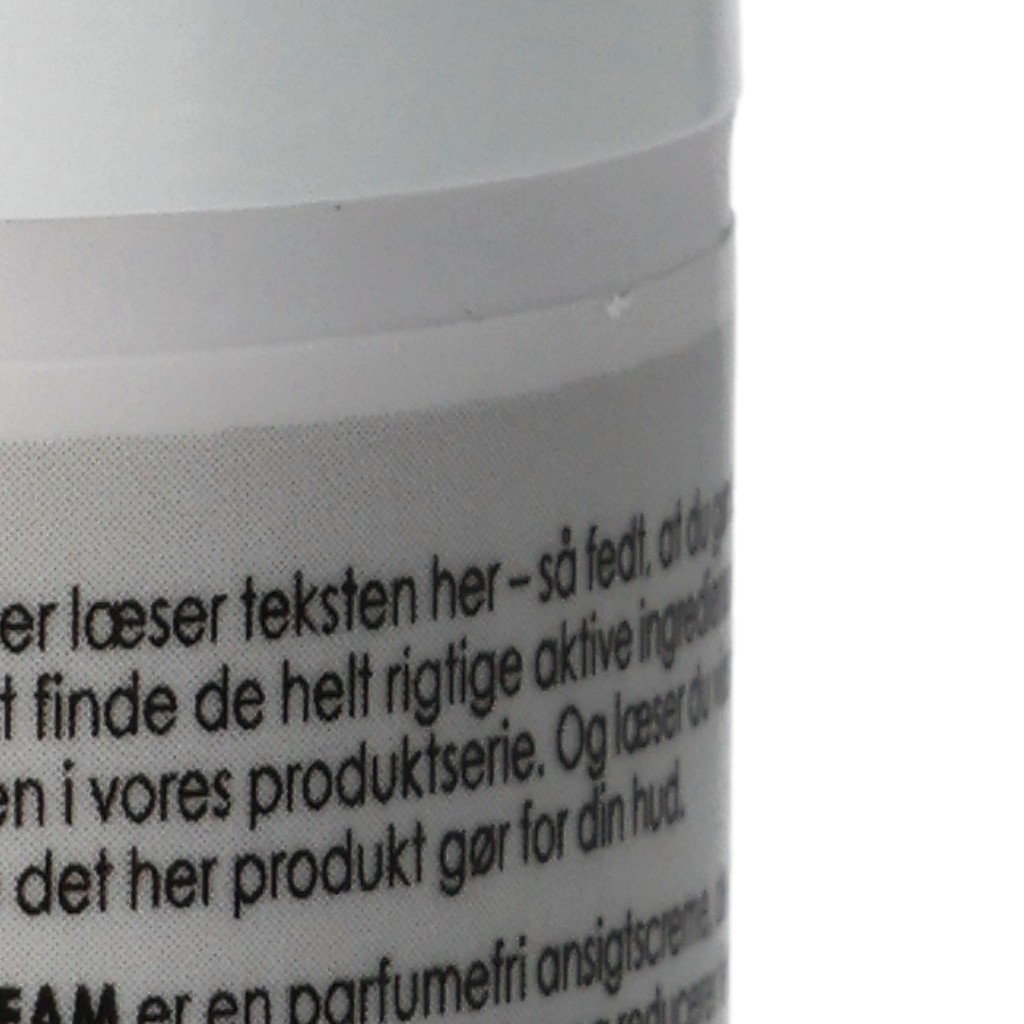 er læser teksten her – så fedt, at du
finde de helt rigtige aktive
i vores produktserie. Og læser du
det her produkt gør for din hud.
er en parfumefri ansigtscreme,